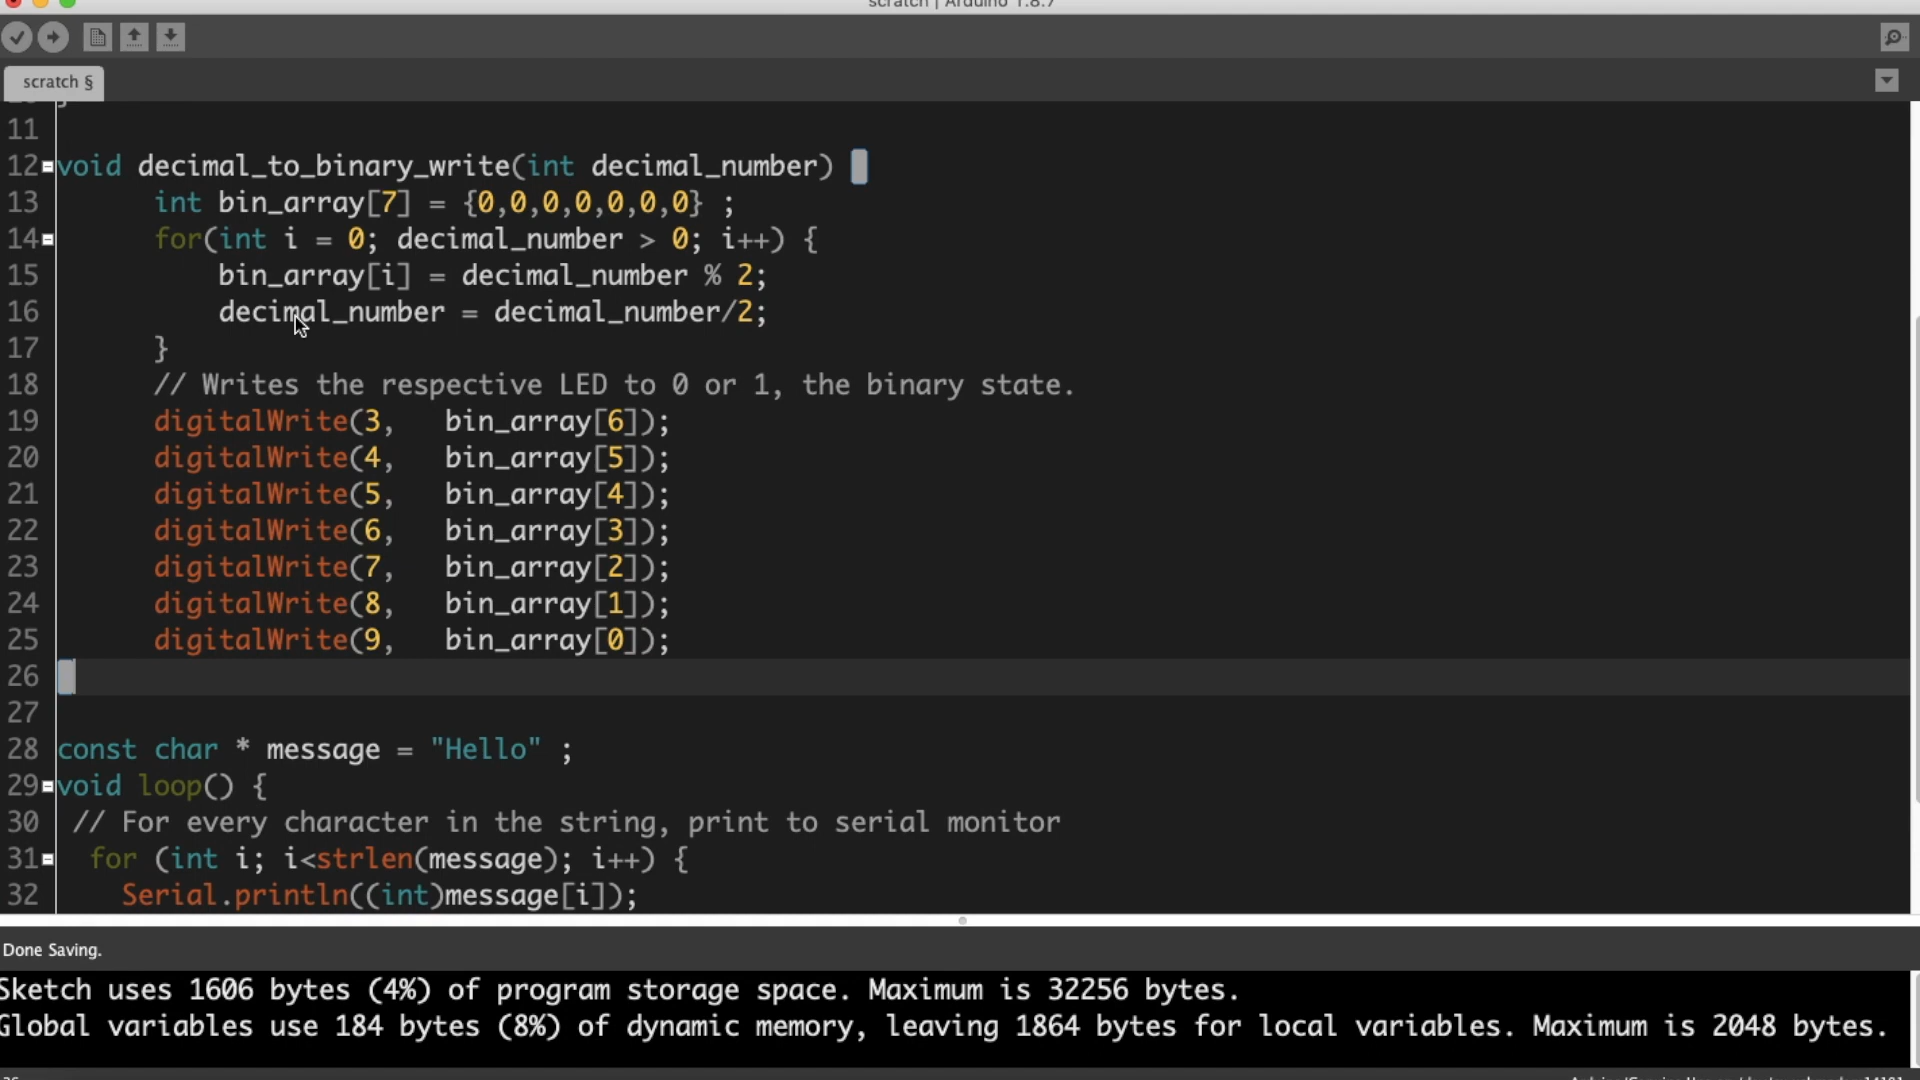 scratch | Arduino 1.8.7
scratch §
11
12 void decimal_to_binary_write(int decimal_number)
13 int bin_array[7] = {0,0,0,0,0,0,0} ;
14 for(int i = 0; decimal_number > 0; i++) {
15 bin_array[i] = decimal_number % 2;
16 decimal_number = decimal_number/2;
17 }
18 // Writes the respective LED to 0 or 1, the binary state.
19 digitalWrite(3, bin_array[6]);
20 digitalWrite(4, bin_array[5]);
21 digitalWrite(5, bin_array[4]);
22 digitalWrite(6, bin_array[3]);
23 digitalWrite(7, bin_array[2]);
24 digitalWrite(8, bin_array[1]);
25 digitalWrite(9, bin_array[0]);
26
27
28 const char * message = "Hello" ;
29 void loop() {
30 // For every character in the string, print to serial monitor
31 for (int i; i<strlen(message); i++) {
32 Serial.println((int)message[i]);
Done Saving.
Sketch uses 1606 bytes (4%) of program storage space. Maximum is 32256 bytes.
Global variables use 184 bytes (8%) of dynamic memory, leaving 1864 bytes for local variables. Maximum is 2048 bytes.